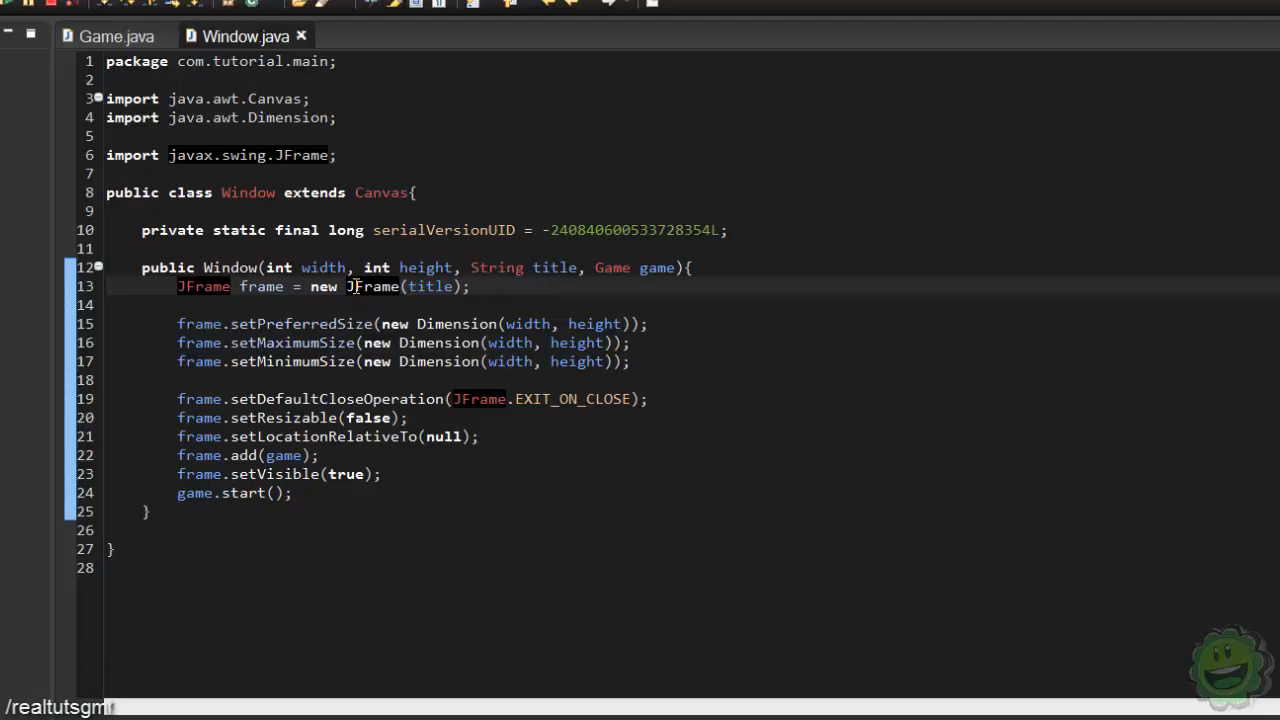 Game.java
Window.java
1 package com.tutorial.main;
2
3 import java.awt.Canvas;
4 import java.awt.Dimension;
5
6 import javax.swing.JFrame;
7
8 public class Window extends Canvas{
9
10 private static final long serialVersionUID = -240840600533728354L;
11
12 public Window(int width, int height, String title, Game game){
13 JFrame frame = new JFrame(title);
14
15 frame.setPreferredSize(new Dimension(width, height));
16 frame.setMaximumSize(new Dimension(width, height));
17 frame.setMinimumSize(new Dimension(width, height));
18
19 frame.setDefaultCloseOperation(JFrame.EXIT_ON_CLOSE);
20 frame.setResizable(false);
21 frame.setLocationRelativeTo(null);
22 frame.add(game);
23 frame.setVisible(true);
24 game.start();
25 }
26
27 }
28
/realtutsgm